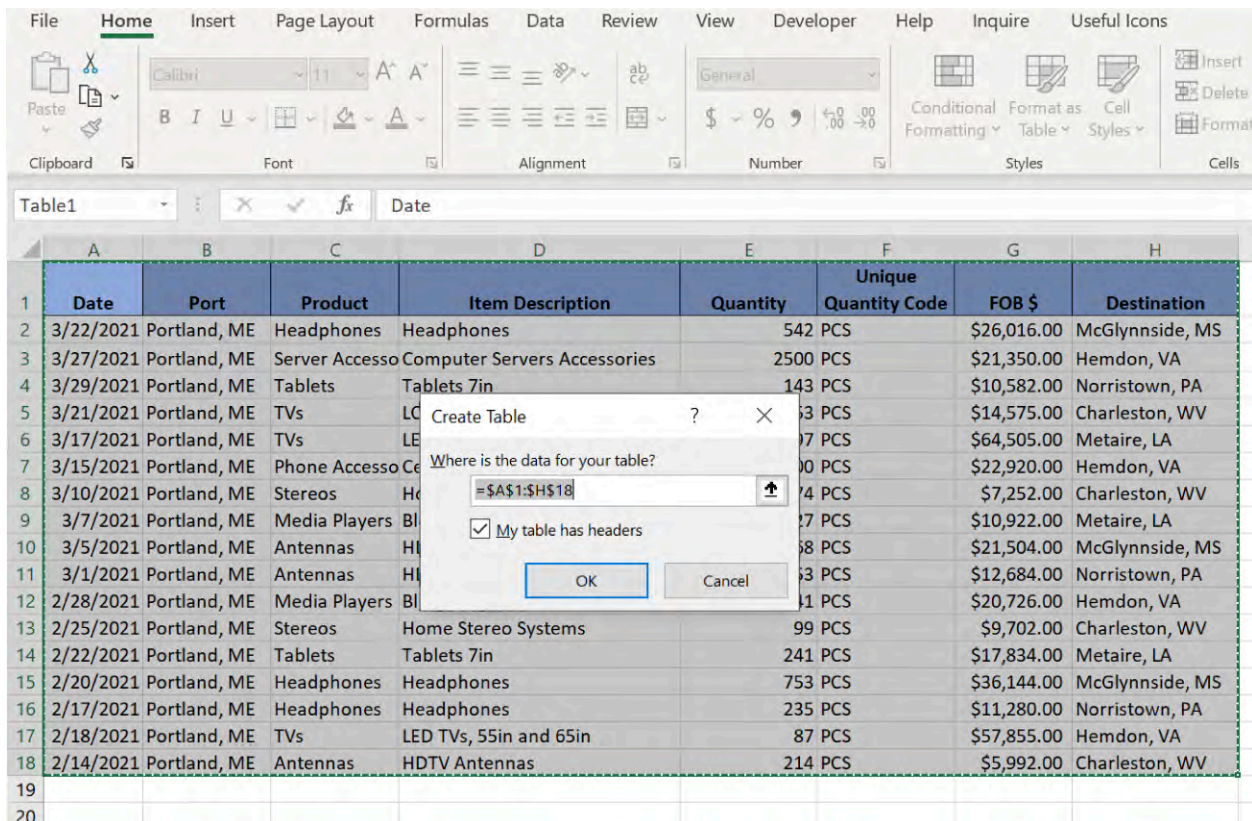 File Home Insert Page Layout Formulas Data Review View Developer Help Inquire Useful Icons
Calibri 11 A A ab General Insert
Paste Conditional Format as Cell Delete
B I U A $ % 9 Formatting Table Styles Format
Clipboard Font Alignment Number Styles Cells
Table1 fx Date
A B C D E F G H
Unique
1 Date Port Product Item Description Quantity Quantity Code FOB $ Destination
2 3/22/2021 Portland, ME Headphones Headphones 542 PCS $26,016.00 McGlynnside, MS
3 3/27/2021 Portland, ME Server Accesso Computer Servers Accessories 2500 PCS $21,350.00 Hemdon, VA
4 3/29/2021 Portland, ME Tablets Tablets 7in 143 PCS $10,582.00 Norristown, PA
5 3/21/2021 Portland, ME TVs 3 PCS $14,575.00 Charleston, WV
6 3/17/2021 Portland, ME TVs LE 7 PCS $64,505.00 Metaire, LA
7 3/15/2021 Portland, ME Phone Accesso Ce 0 PCS $22,920.00 Hemdon, VA
8 3/10/2021 Portland, ME Stereos Ho 74 PCS $7,252.00 Charleston, WV
9 3/7/2021 Portland, ME Media Players Bl 27 PCS $10,922.00 Metaire, LA
10 3/5/2021 Portland, ME Antennas 8 PCS $21,504.00 McGlynnside, MS
11 3/1/2021 Portland, ME Antennas 3 PCS $12,684.00 Norristown, PA
12 2/28/2021 Portland, ME Media Players Bl 41 PCS $20,726.00 Hemdon, VA
13 2/25/2021 Portland, ME Stereos Home Stereo Systems 99 PCS $9,702.00 Charleston, WV
14 2/22/2021 Portland, ME Tablets Tablets 7in 241 PCS $17,834.00 Metaire, LA
15 2/20/2021 Portland, ME Headphones Headphones 753 PCS $36,144.00 McGlynnside, MS
16 2/17/2021 Portland, ME Headphones Headphones 235 PCS $11,280.00 Norristown, PA
17 2/18/2021 Portland, ME TVs LED TVs, 55in and 65in 87 PCS $57,855.00 Hemdon, VA
18 2/14/2021 Portland, ME Antennas HDTV Antennas 214 PCS $5,992.00 Charleston, WV
19
20
Create Table ?
Where is the data for your table?
=$A$1:$H$18
My table has headers
OK Cancel